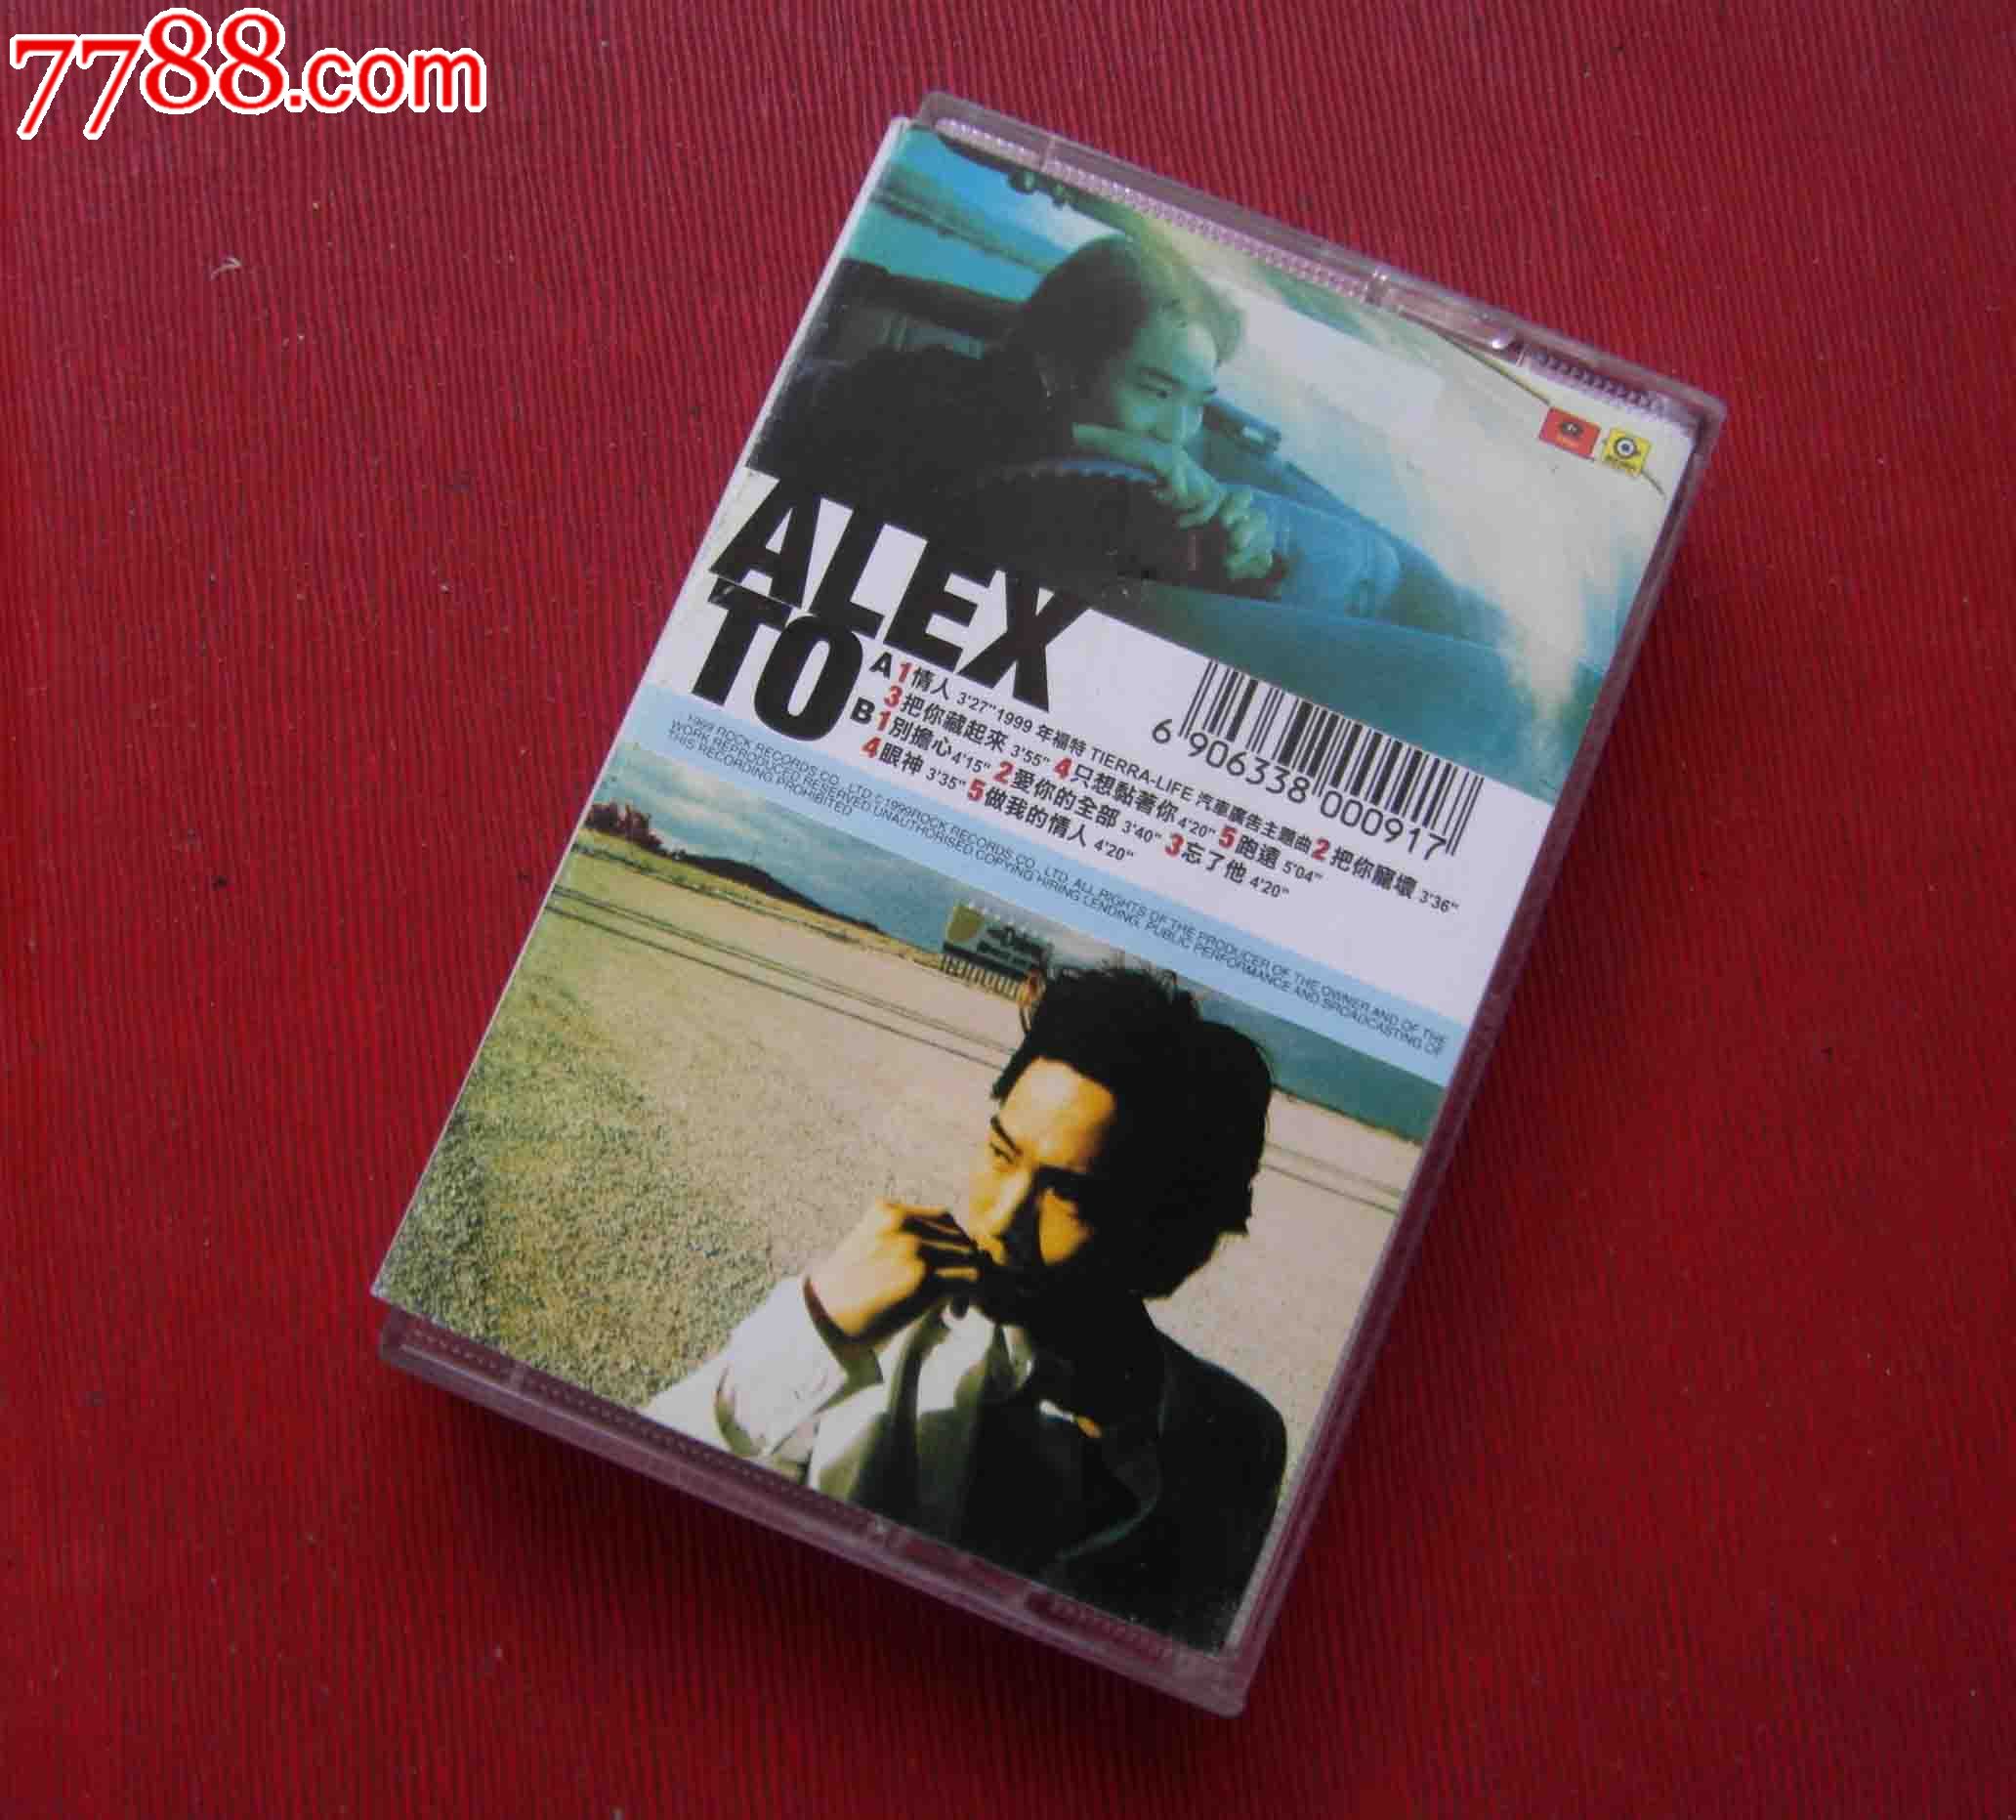 7788.com
ALEX
TO
A 1情人 3'27" 1999 年福特 TIERRA-LIFE 汽車廣告主題曲 2把你寵壞 3'36"
3把你藏起來 3'55" 4只想黏著你 4'20" 5跑遠 5'04"
B 1別擔心 4'15" 2愛你的全部 3'40" 3忘了他 4'20"
4眼神 3'35" 5做我的情人 4'20"
6 906338 000917
1999 ROCK RECORDS CO., LTD. ©1999 ROCK RECORDS CO., LTD. ALL RIGHTS OF THE PRODUCER OF THE OWNER AND OF THE
WORK REPRODUCED RESERVED UNAUTHORISED COPYING HIRING LENDING, PUBLIC PERFORMANCE AND BROADCASTING OF
THIS RECORDING PROHIBITED